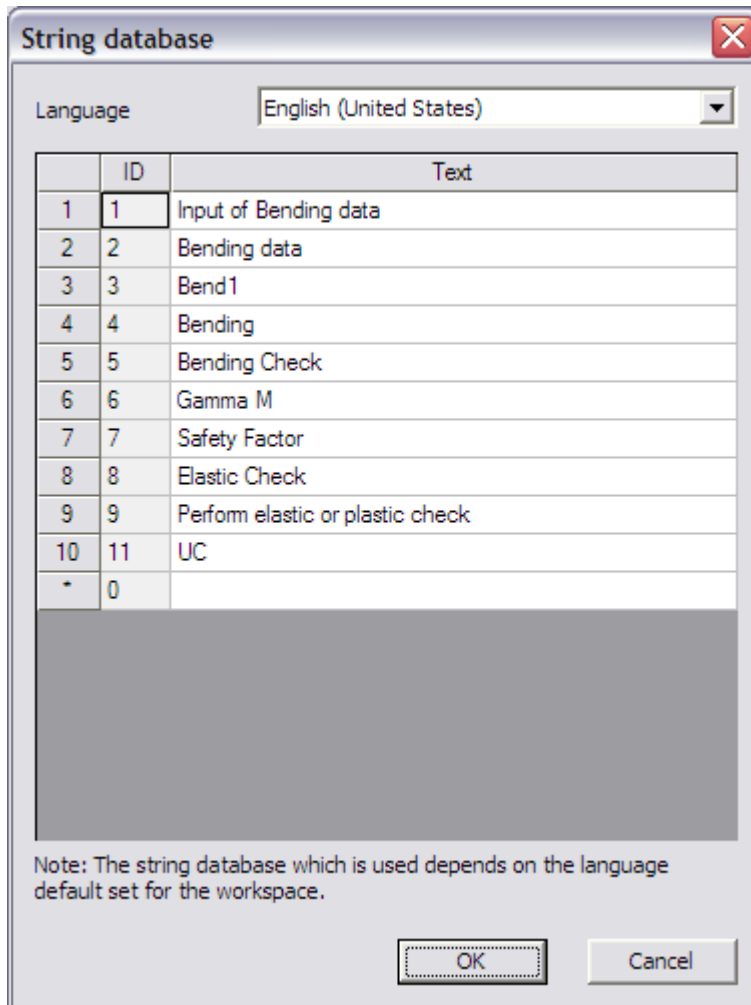 String database
Language English (United States)
ID Text
1 1 Input of Bending data
2 2 Bending data
3 3 Bend1
4 4 Bending
5 5 Bending Check
6 6 Gamma M
7 7 Safety Factor
8 8 Elastic Check
9 9 Perform elastic or plastic check
10 11 UC
* 0
Note: The string database which is used depends on the language
default set for the workspace.
OK Cancel